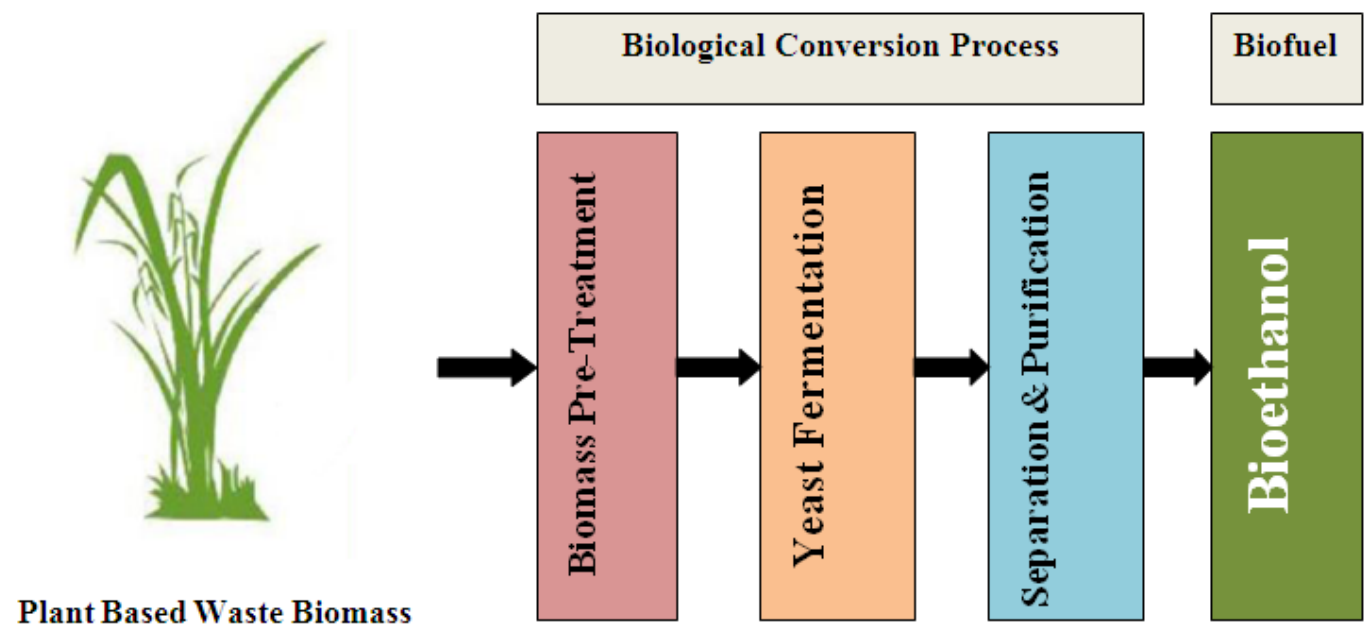 Biological Conversion Process
Biofuel
Biomass Pre-Treatment
Yeast Fermentation
Separation & Purification
Bioethanol
Plant Based Waste Biomass